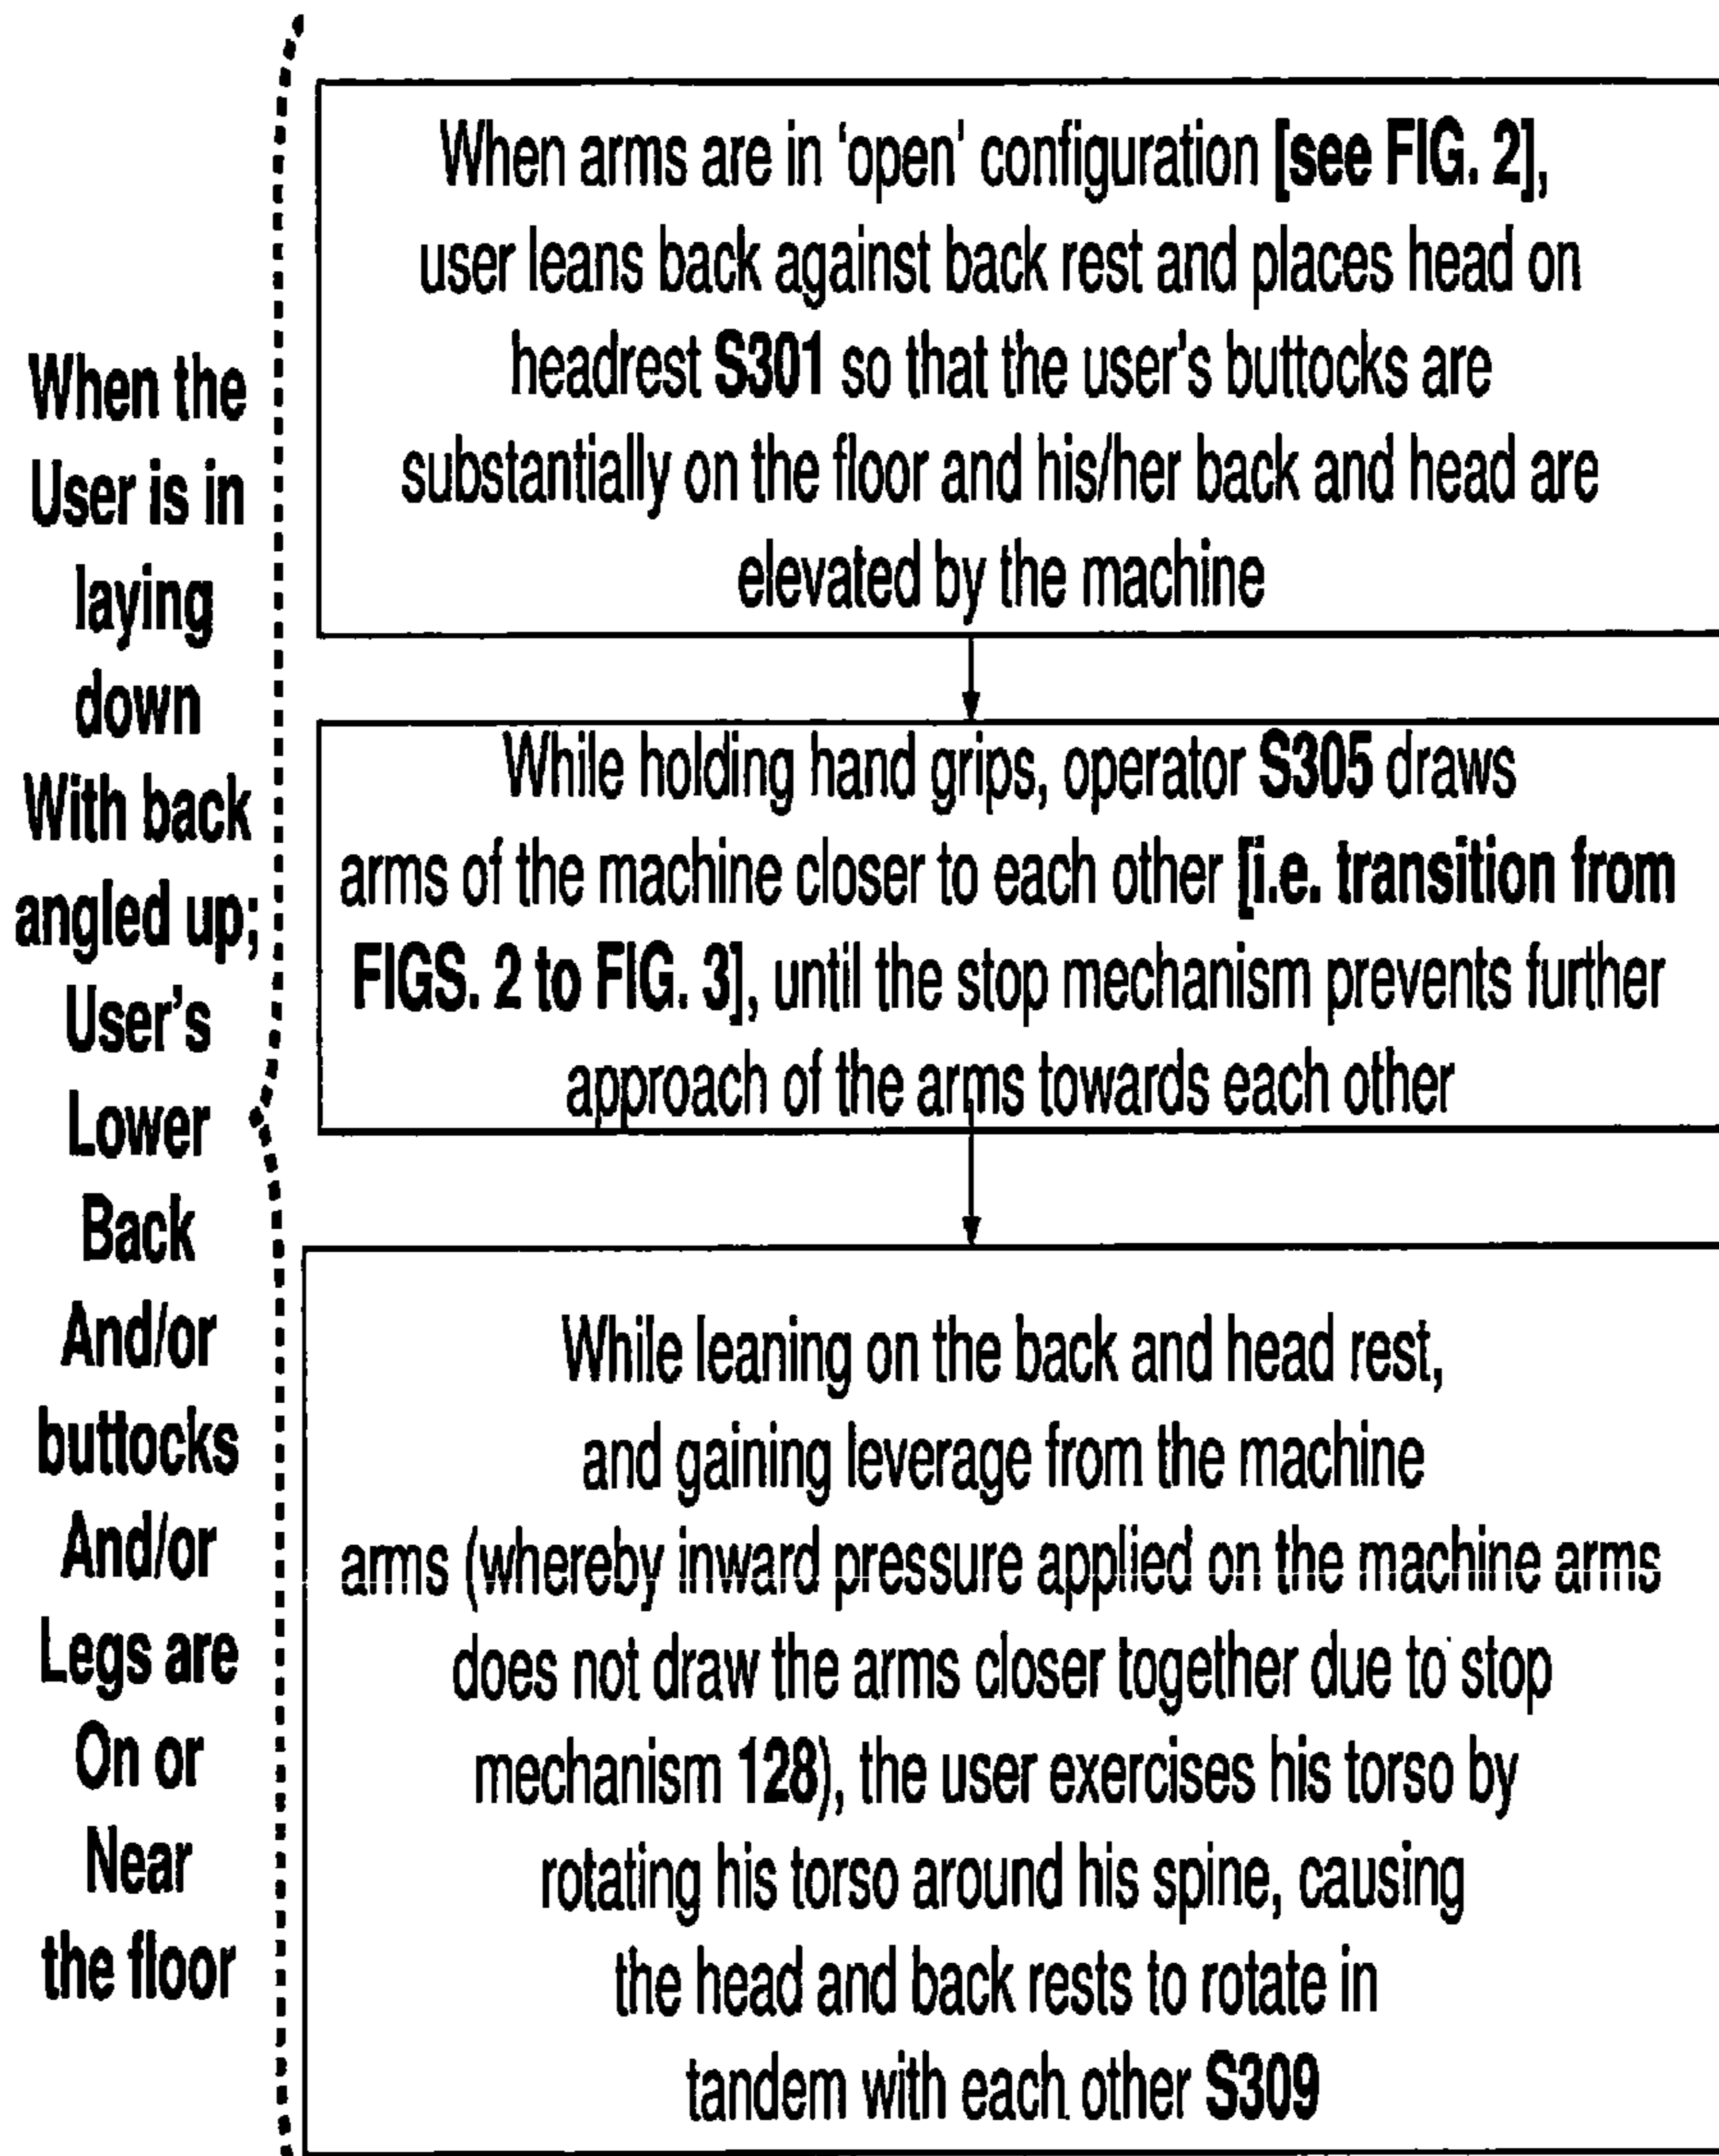 When the
User is in
laying
down
With back
angled up;
User's
Lower
Back
And/or
buttocks
And/or
Legs are
On or
Near
the floor
When arms are in ‘open’ configuration [see FIG. 2],
user leans back against back rest and places head on
headrest S301 so that the user's buttocks are
substantially on the floor and his/her back and head are
elevated by the machine
While holding hand grips, operator S305 draws
arms of the machine closer to each other [i.e. transition from
FIGS. 2 to FIG. 3], until the stop mechanism prevents further
approach of the arms towards each other
While leaning on the back and head rest,
and gaining leverage from the machine
arms (whereby inward pressure applied on the machine arms
does not draw the arms closer together due to stop
mechanism 128), the user exercises his torso by
rotating his torso around his spine, causing
the head and back rests to rotate in
tandem with each other S309